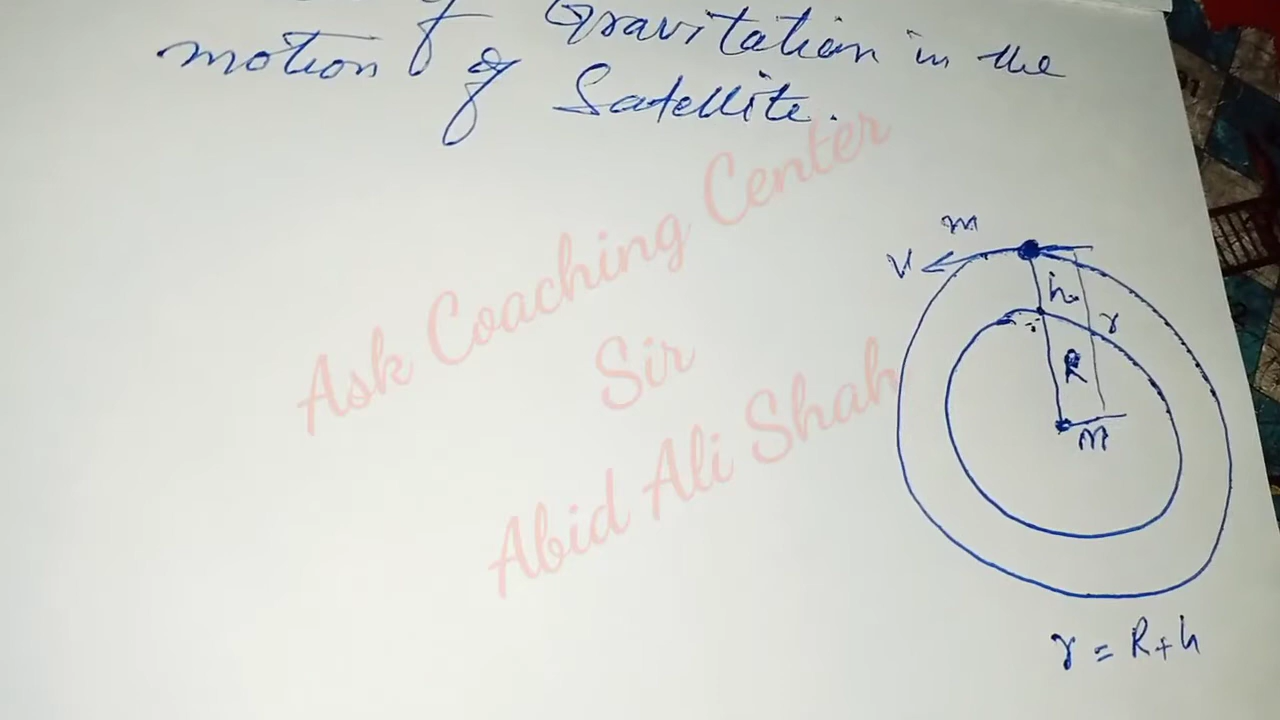 Gravitation in the
motion of Satellite.
Ask Coaching Center
Sir
Abid Ali Shah
m
V
h
r
R
M
r = R+h